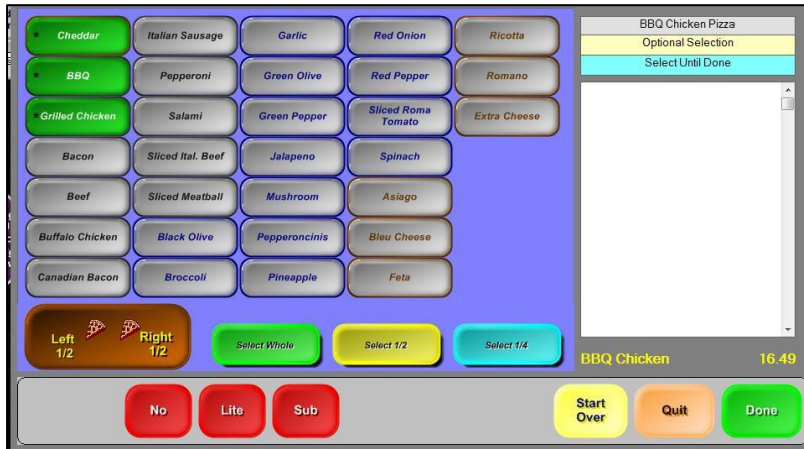 * Cheddar
Italian Sausage
Garlic
Red Onion
Ricotta
* BBQ
Pepperoni
Green Olive
Red Pepper
Romano
*Grilled Chicken
Salami
Green Pepper
Sliced Roma
Tomato
Extra Cheese
Bacon
Sliced Ital. Beef
Jalapeno
Spinach
Beef
Sliced Meatball
Mushroom
Asiago
Buffalo Chicken
Black Olive
Pepperoncinis
Bleu Cheese
Canadian Bacon
Broccoli
Pineapple
Feta
Left
1/2
Right
1/2
Select Whole
Select 1/2
Select 1/4
BBQ Chicken Pizza
Optional Selection
Select Until Done
BBQ Chicken 16.49
No
Lite
Sub
Start
Over
Quit
Done